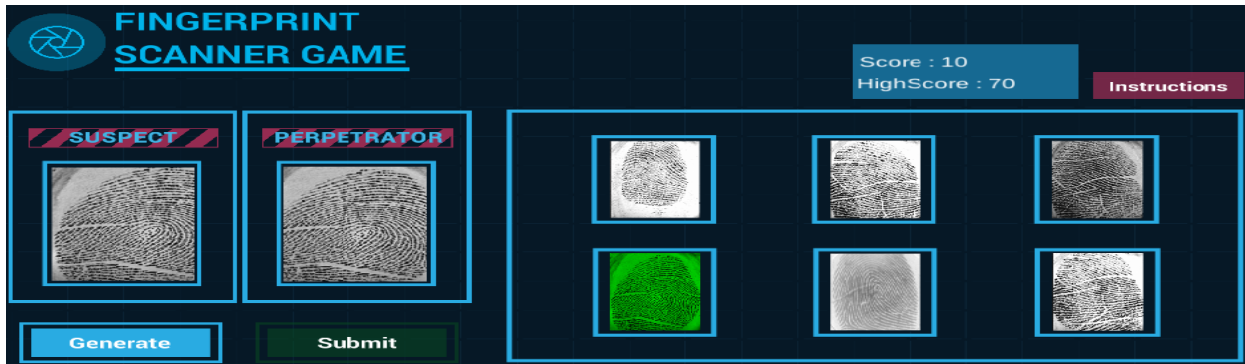 FINGERPRINT
SCANNER GAME
Score : 10
HighScore : 70
Instructions
SUSPECT
PERPETRATOR
Generate
Submit